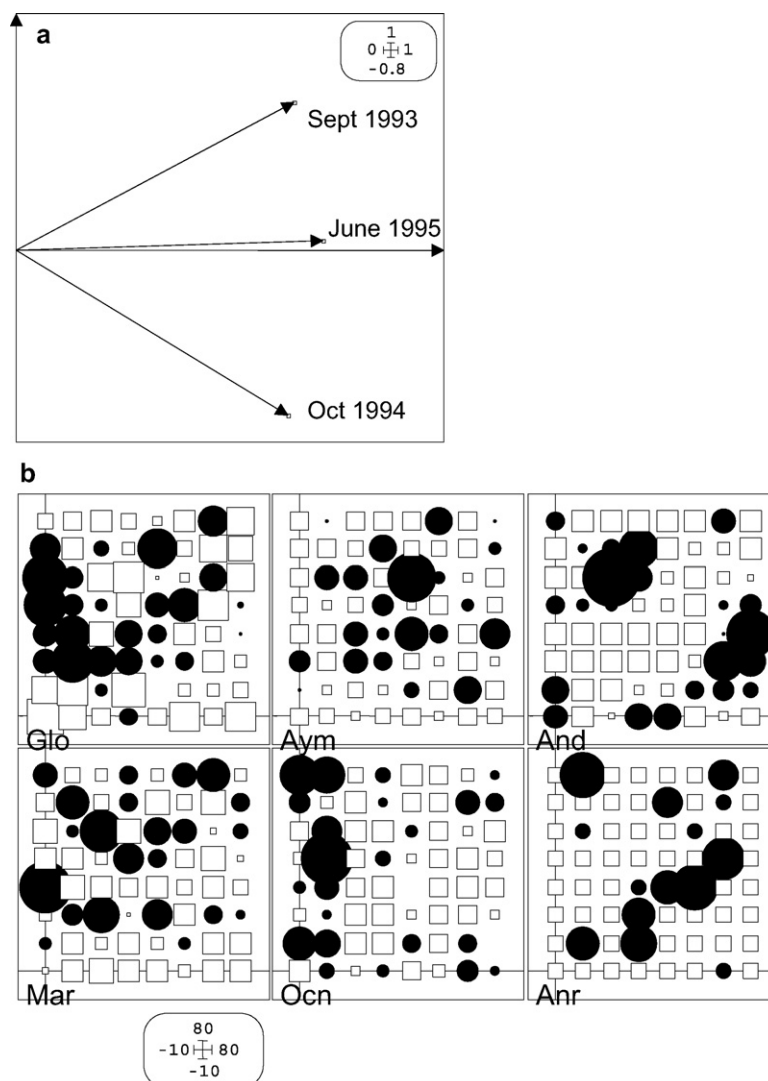 a
1
0 1
-0.8
Sept 1993
June 1995
Oct 1994
b
Glo
Aym
And
Mar
Ocn
Anr
80
-10 80
-10